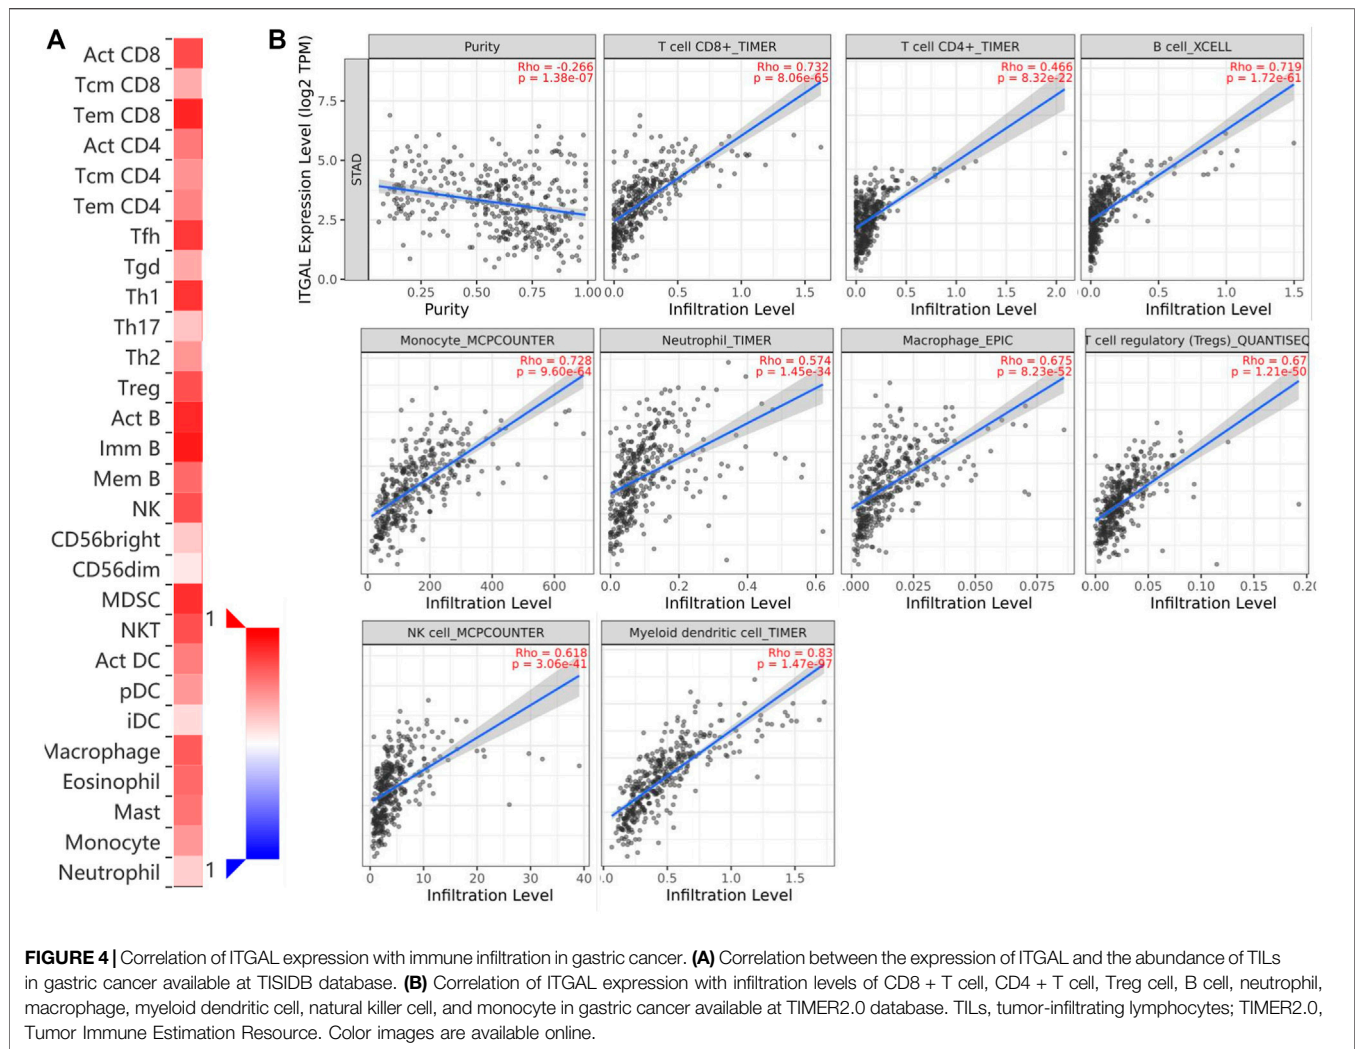 A
Act CD8
Tcm CD8
Tem CD8
Act CD4
Tcm CD4
Tem CD4
Tfh
Tgd
Th1
Th17
Th2
Treg
Act B
Imm B
Mem B
NK
CD56bright
CD56dim
MDSC
NKT
Act DC
pDC
iDC
Macrophage
Eosinophil
Mast
Monocyte
Neutrophil
1
1
B
ITGAL Expression Level (log2 TPM)
STAD
7.5
5.0
2.5
0.0
Purity
Rho = -0.266
p = 1.38e-07
0.25 0.50 0.75 1.00
Purity
T cell CD8+_TIMER
Rho = 0.732
p = 8.06e-65
0.0 0.5 1.0 1.5
Infiltration Level
T cell CD4+_TIMER
Rho = 0.466
p = 8.32e-22
0.0 0.5 1.0 1.5 2.0
Infiltration Level
B cell_XCELL
Rho = 0.719
p = 1.72e-61
0.0 0.5 1.0 1.5
Infiltration Level
Monocyte_MCPCOUNTER
Rho = 0.728
p = 9.60e-64
0 200 400 600
Infiltration Level
Neutrophil_TIMER
Rho = 0.574
p = 1.45e-34
0.0 0.2 0.4 0.6
Infiltration Level
Macrophage_EPIC
Rho = 0.675
p = 8.23e-52
.000 0.025 0.050 0.075
Infiltration Level
T cell regulatory (Tregs)_QUANTISEQ
Rho = 0.67
p = 1.21e-50
0.00 0.05 0.10 0.15 0.20
Infiltration Level
NK cell_MCPCOUNTER
Rho = 0.618
p = 3.06e-41
0 10 20 30 40
Infiltration Level
Myeloid dendritic cell_TIMER
Rho = 0.83
p = 1.47e-97
.0 0.5 1.0 1.5
Infiltration Level
FIGURE 4 | Correlation of ITGAL expression with immune infiltration in gastric cancer. (A) Correlation between the expression of ITGAL and the abundance of TILs
in gastric cancer available at TISIDB database. (B) Correlation of ITGAL expression with infiltration levels of CD8 + T cell, CD4 + T cell, Treg cell, B cell, neutrophil,
macrophage, myeloid dendritic cell, natural killer cell, and monocyte in gastric cancer available at TIMER2.0 database. TILs, tumor-infiltrating lymphocytes; TIMER2.0,
Tumor Immune Estimation Resource. Color images are available online.